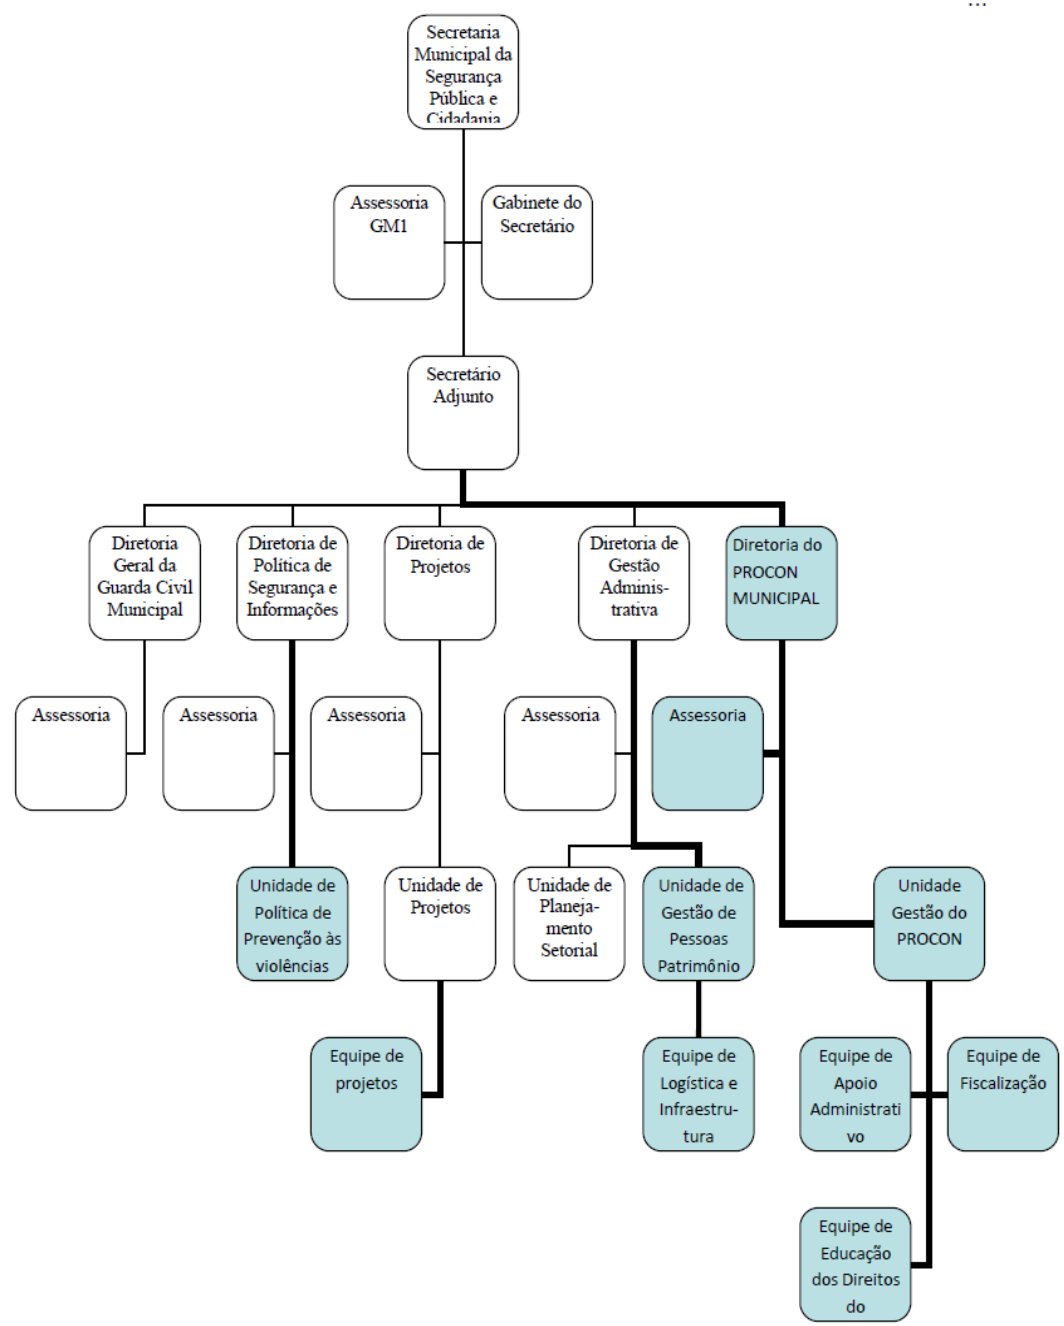 ...
Secretaria
Municipal da
Segurança
Pública e
Cidadania
Assessoria
GM1
Gabinete do
Secretário
Secretário
Adjunto
Diretoria
Geral da
Guarda Civil
Municipal
Diretoria de
Política de
Segurança e
Informações
Diretoria de
Projetos
Diretoria de
Gestão
Adminis-
trativa
Diretoria do
PROCON
MUNICIPAL
Assessoria
Assessoria
Assessoria
Assessoria
Assessoria
Unidade de
Política de
Prevenção às
violências
Unidade de
Projetos
Unidade de
Planeja-
mento
Setorial
Unidade de
Gestão de
Pessoas
Patrimônio
Unidade
Gestão do
PROCON
Equipe de
projetos
Equipe de
Logística e
Infraestru-
tura
Equipe de
Apoio
Administrati
vo
Equipe de
Fiscalização
Equipe de
Educação
dos Direitos
do